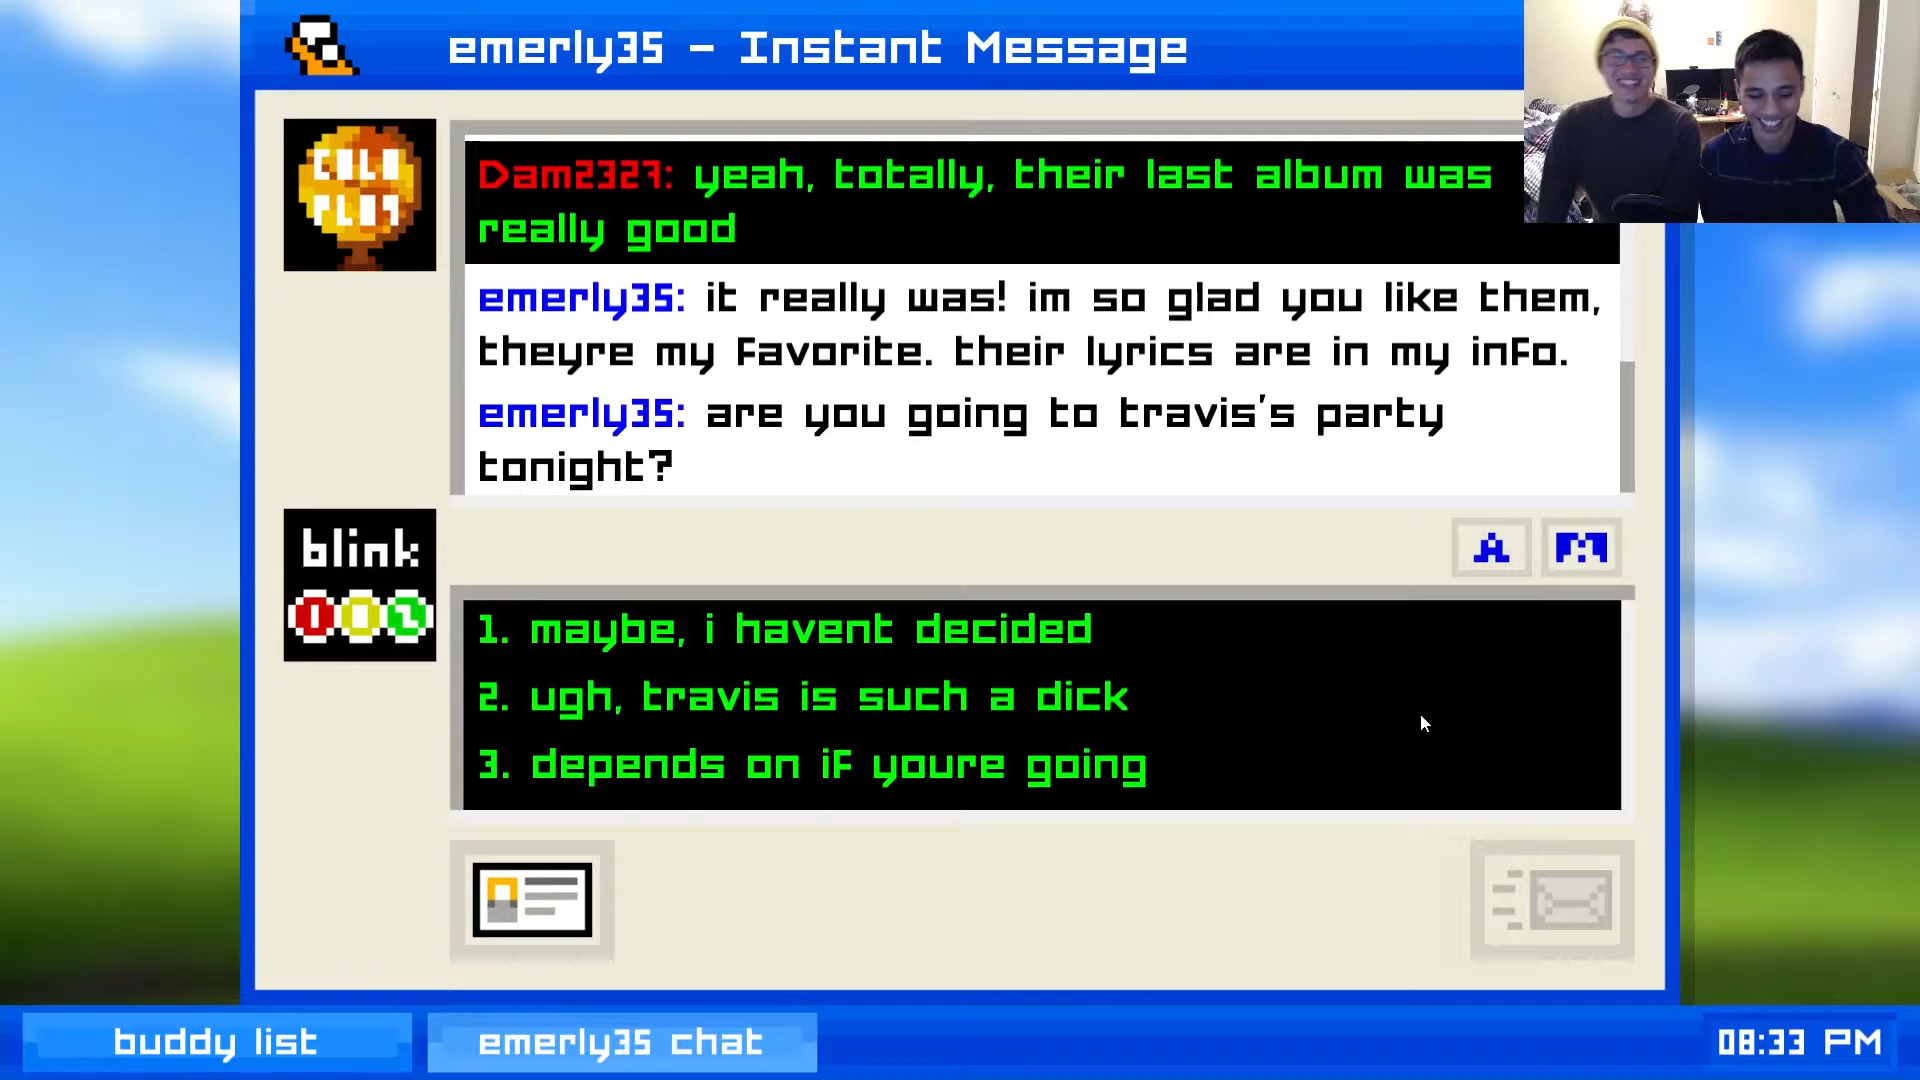 emerly35 - Instant Message
COLD
PLAY
Dam2327: yeah, totally, their last album was
really good
emerly35: it really was! im so glad you like them,
theyre my favorite. their lyrics are in my info.
emerly35: are you going to travis's party
tonight?
blink
182
A
M
1. maybe, i havent decided
2. ugh, travis is such a dick
3. depends on if youre going
buddy list
emerly35 chat
08:33 PM